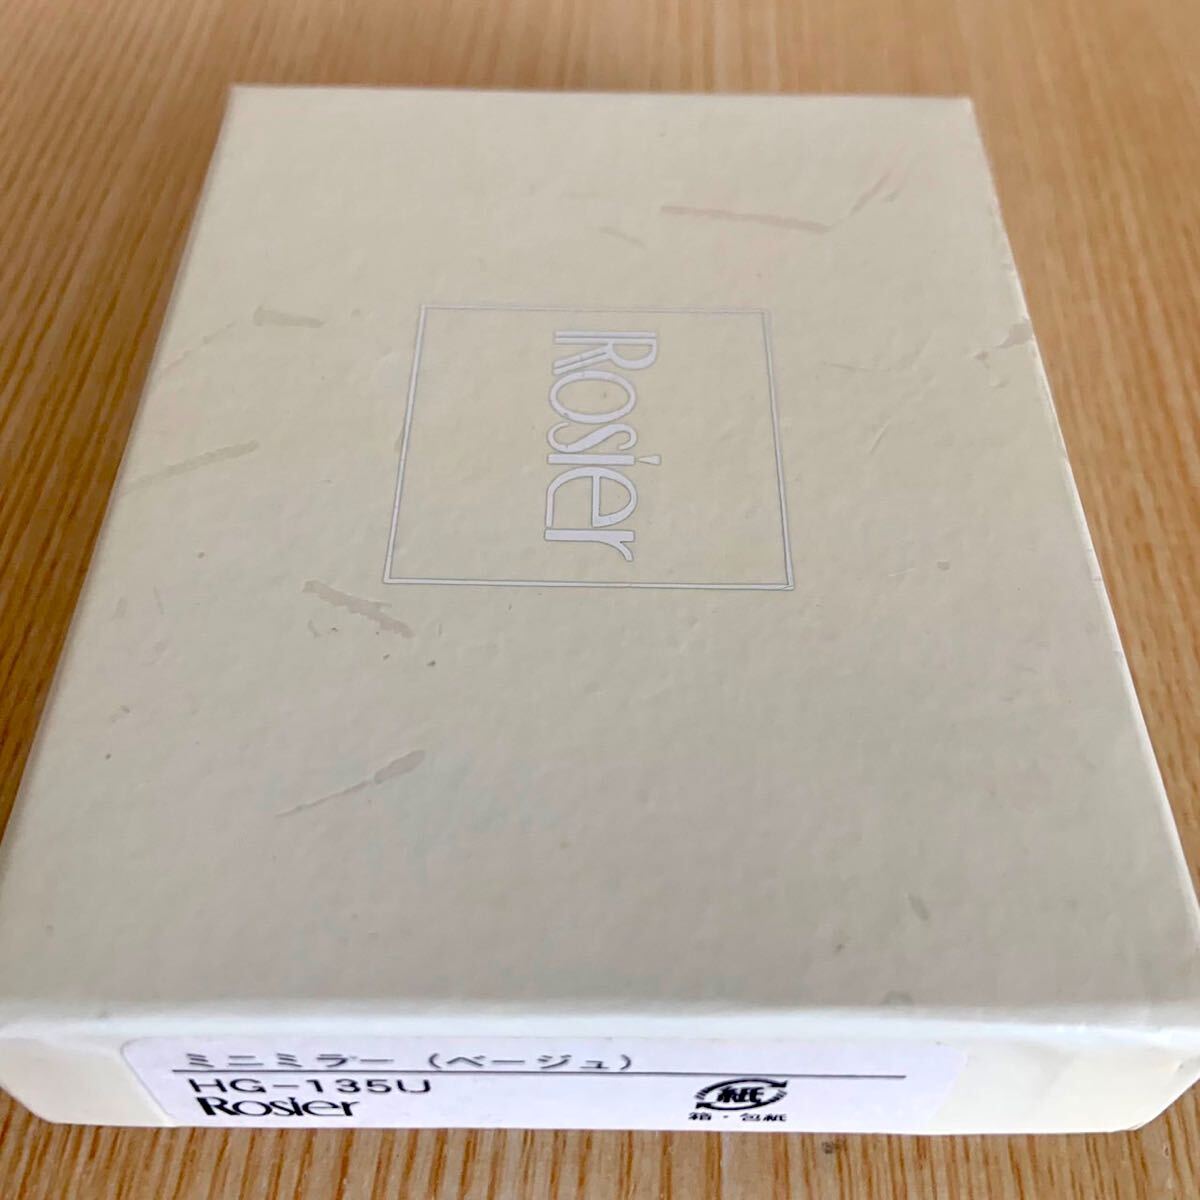 Rosier
ミニミラー (ベージュ)
HG-135U
Rosier
紙
箱・包紙